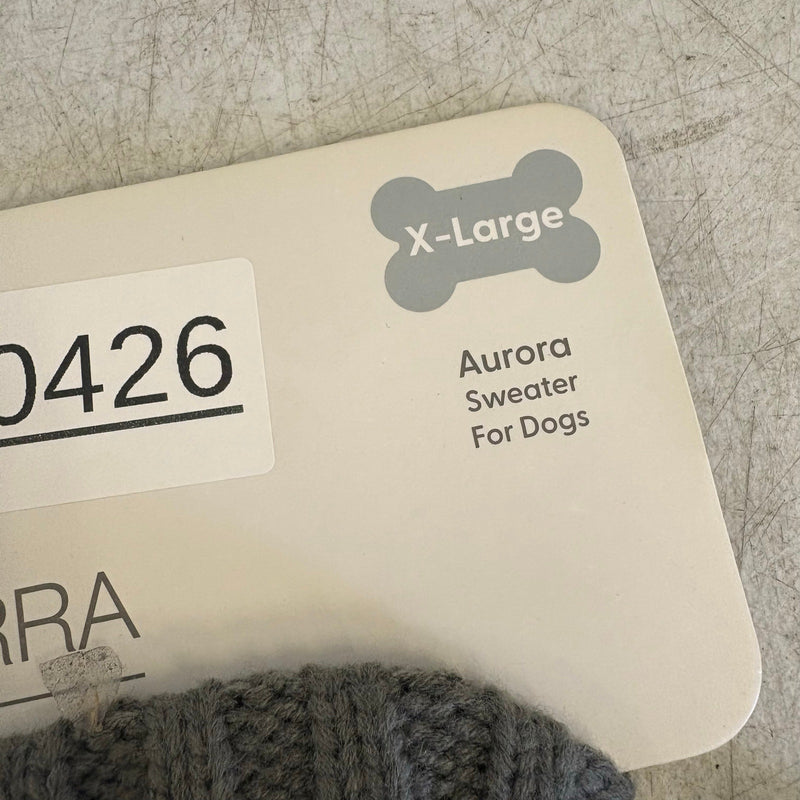 X-Large
Aurora
Sweater
For Dogs
0426
RRA